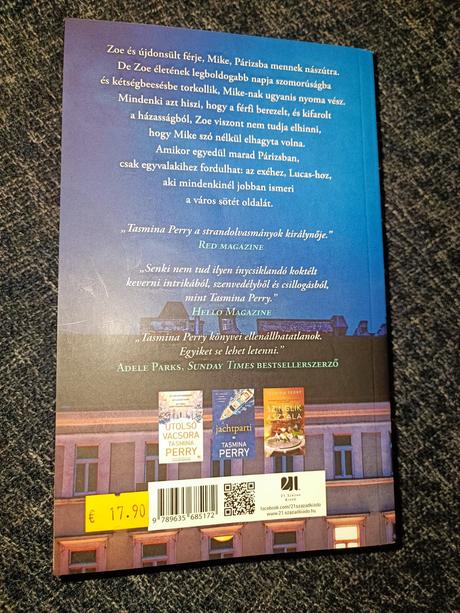 Zoe és újdonsült férje, Mike, Párizsba mennek nászútra.
De Zoe életének legboldogabb napja szomorúságba
és kétségbeesésbe torkollik, Mike-nak ugyanis nyoma vész.
Mindenki azt hiszi, hogy a férfi berezelt, és kifarolt
a házasságból, Zoe viszont nem tudja elhinni,
hogy Mike szó nélkül elhagyta volna.
Amikor egyedül marad Párizsban,
csak egyvalakihez fordulhat: az exéhez, Lucas-hoz,
aki mindenkinél jobban ismeri
a város sötét oldalát.
„Tasmina Perry a strandolvasmányok királynője.”
RED MAGAZINE
„Senki nem tud ilyen ínycsiklandó koktélt
keverni intrikából, szenvedélyből és csillogásból,
mint Tasmina Perry.”
HELLO MAGAZINE
„Tasmina Perry könyvei ellenállhatatlanok.
Egyiket se lehet letenni.”
ADELE PARKS, SUNDAY TIMES BESTSELLERSZERZŐ
UTOLSÓ
VACSORA
TASMINA
PERRY
jachtparti
TASMINA
PERRY
SZINGLIK
ASZTALA
€ 17.90
9 789635 685172
21. Század
Kiadó
facebook.com/21szazadkiado
www.21szazadkiado.hu